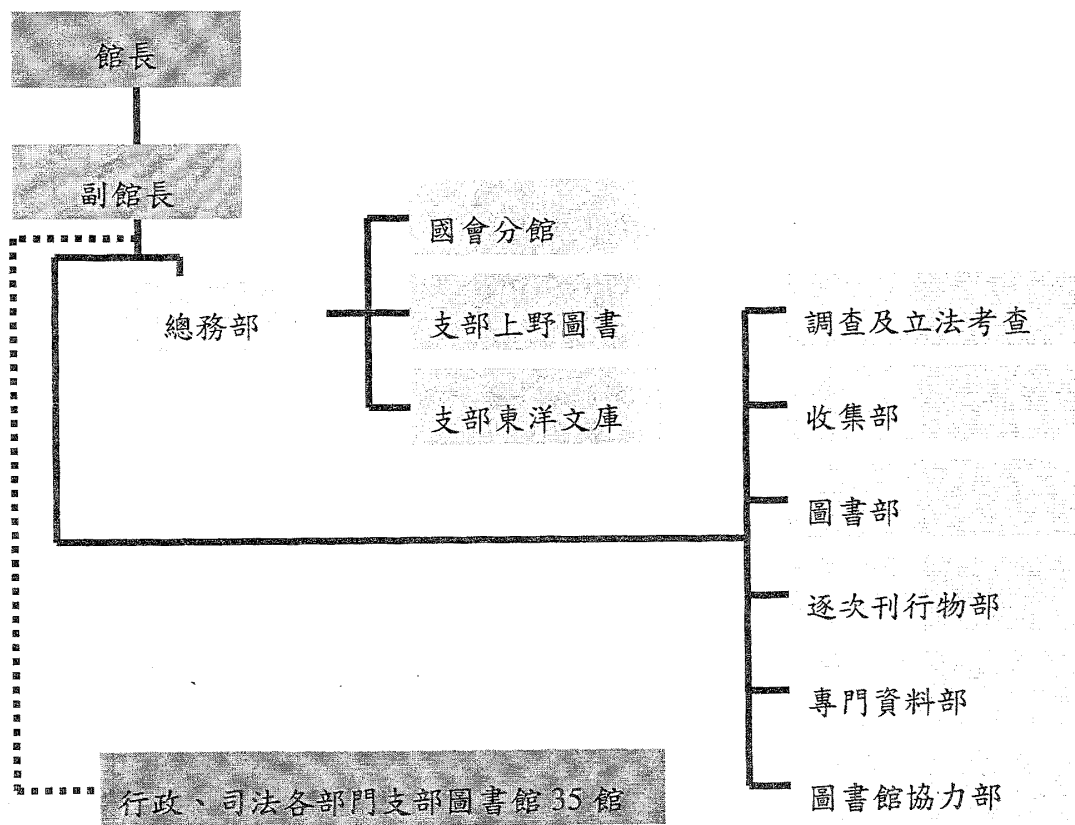 館長
副館長
總務部
國會分館
支部上野圖書
支部東洋文庫
調查及立法考查
收集部
圖書部
逐次刊行物部
專門資料部
圖書館協力部
行政、司法各部門支部圖書館 35 館